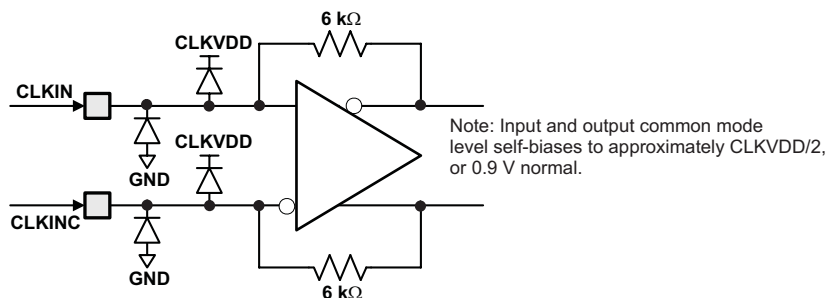 6 kΩ
CLKVDD
CLKIN
Note: Input and output common mode
level self-biases to approximately CLKVDD/2,
or 0.9 V normal.
CLKVDD
GND
CLKINC
GND
6 kΩ